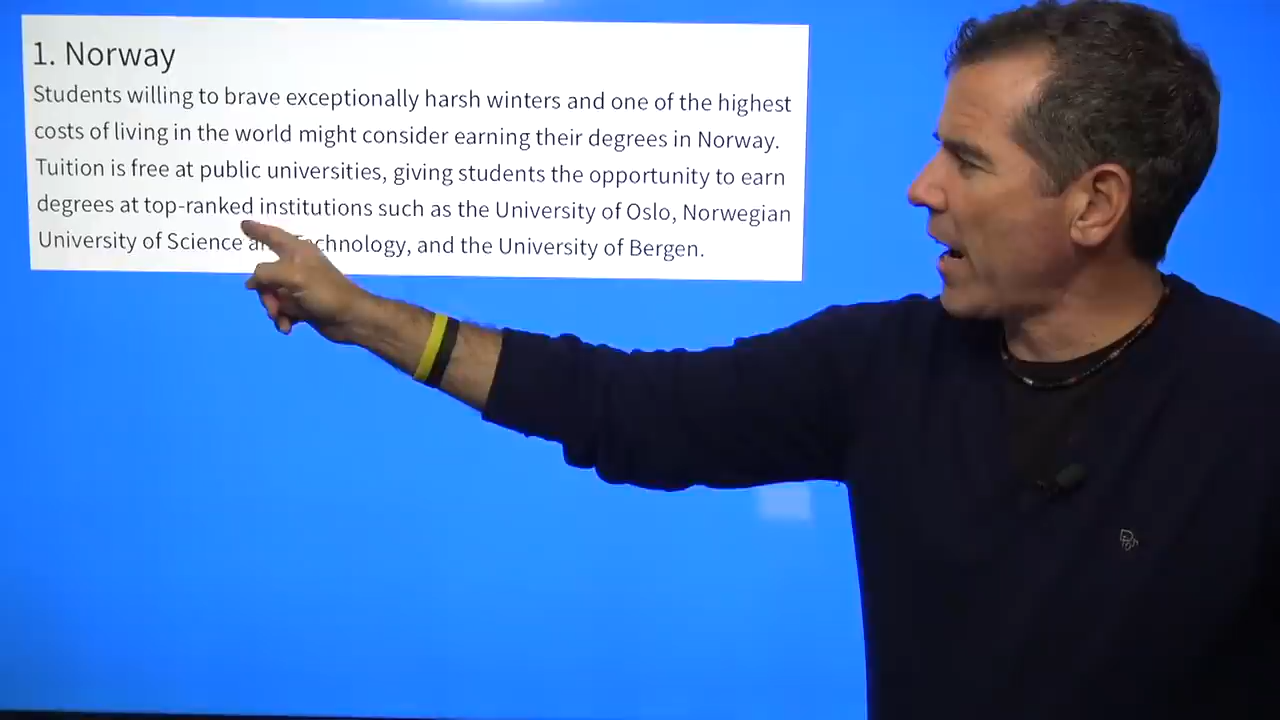 1. Norway
Students willing to brave exceptionally harsh winters and one of the highest
costs of living in the world might consider earning their degrees in Norway.
Tuition is free at public universities, giving students the opportunity to earn
degrees at top-ranked institutions such as the University of Oslo, Norwegian
University of Science and Technology, and the University of Bergen.